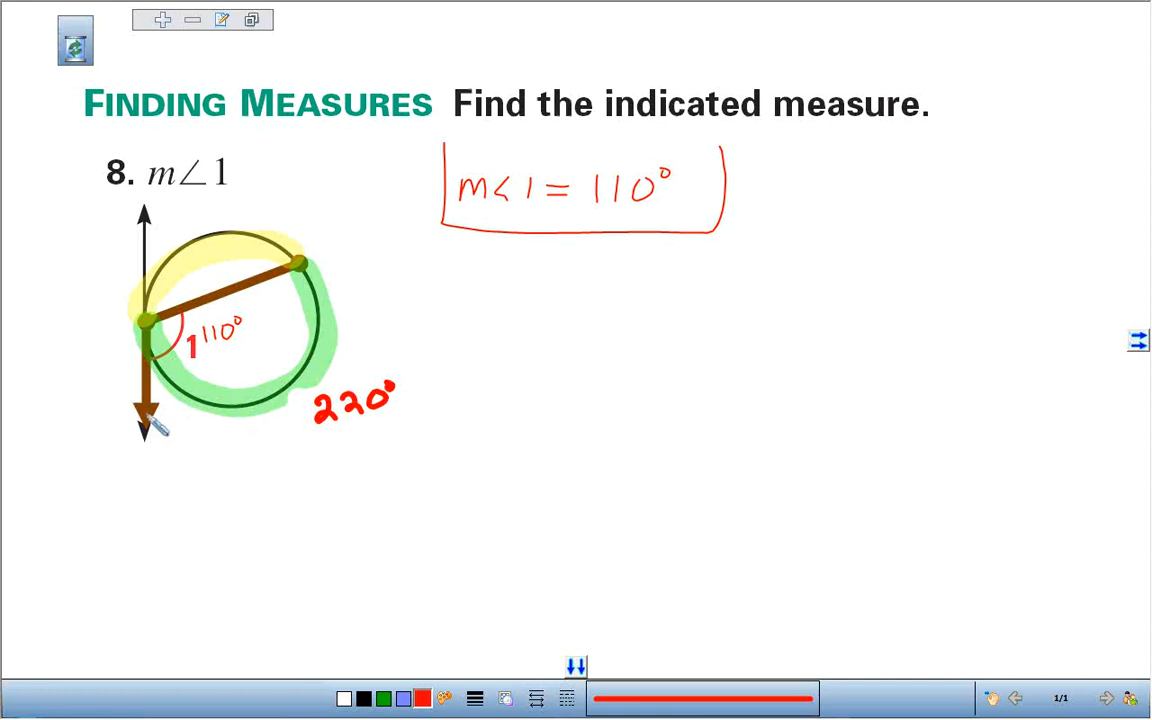 FINDING MEASURES Find the indicated measure.
8. m∠1
m<1 = 110°
1 110°
220°
1/1